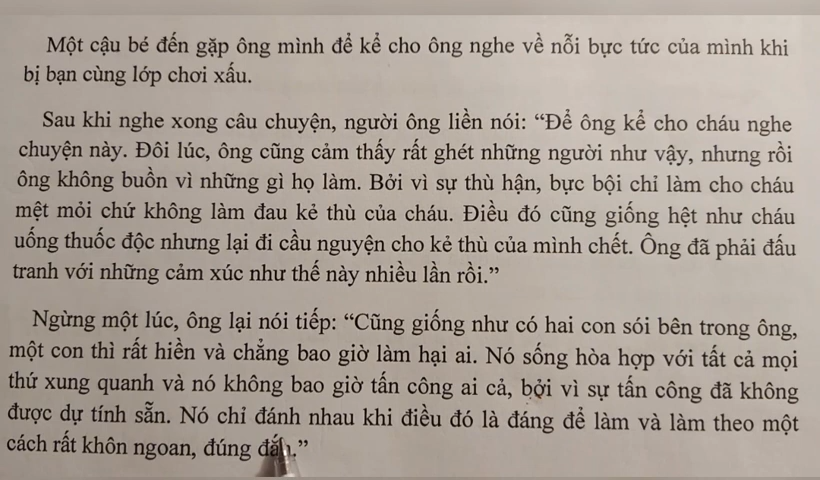 Một cậu bé đến gặp ông mình để kể cho ông nghe về nỗi bực tức của mình khi
bị bạn cùng lớp chơi xấu.
Sau khi nghe xong câu chuyện, người ông liền nói: “Để ông kể cho cháu nghe
chuyện này. Đôi lúc, ông cũng cảm thấy rất ghét những người như vậy, nhưng rồi
ông không buồn vì những gì họ làm. Bởi vì sự thù hận, bực bội chỉ làm cho cháu
mệt mỏi chứ không làm đau kẻ thù của cháu. Điều đó cũng giống hệt như cháu
uống thuốc độc nhưng lại đi cầu nguyện cho kẻ thù của mình chết. Ông đã phải đấu
tranh với những cảm xúc như thế này nhiều lần rồi.”
Ngừng một lúc, ông lại nói tiếp: “Cũng giống như có hai con sói bên trong ông,
một con thì rất hiền và chẳng bao giờ làm hại ai. Nó sống hòa hợp với tất cả mọi
thứ xung quanh và nó không bao giờ tấn công ai cả, bởi vì sự tấn công đã không
được dự tính sẵn. Nó chỉ đánh nhau khi điều đó là đáng để làm và làm theo một
cách rất khôn ngoan, đúng đắn.”